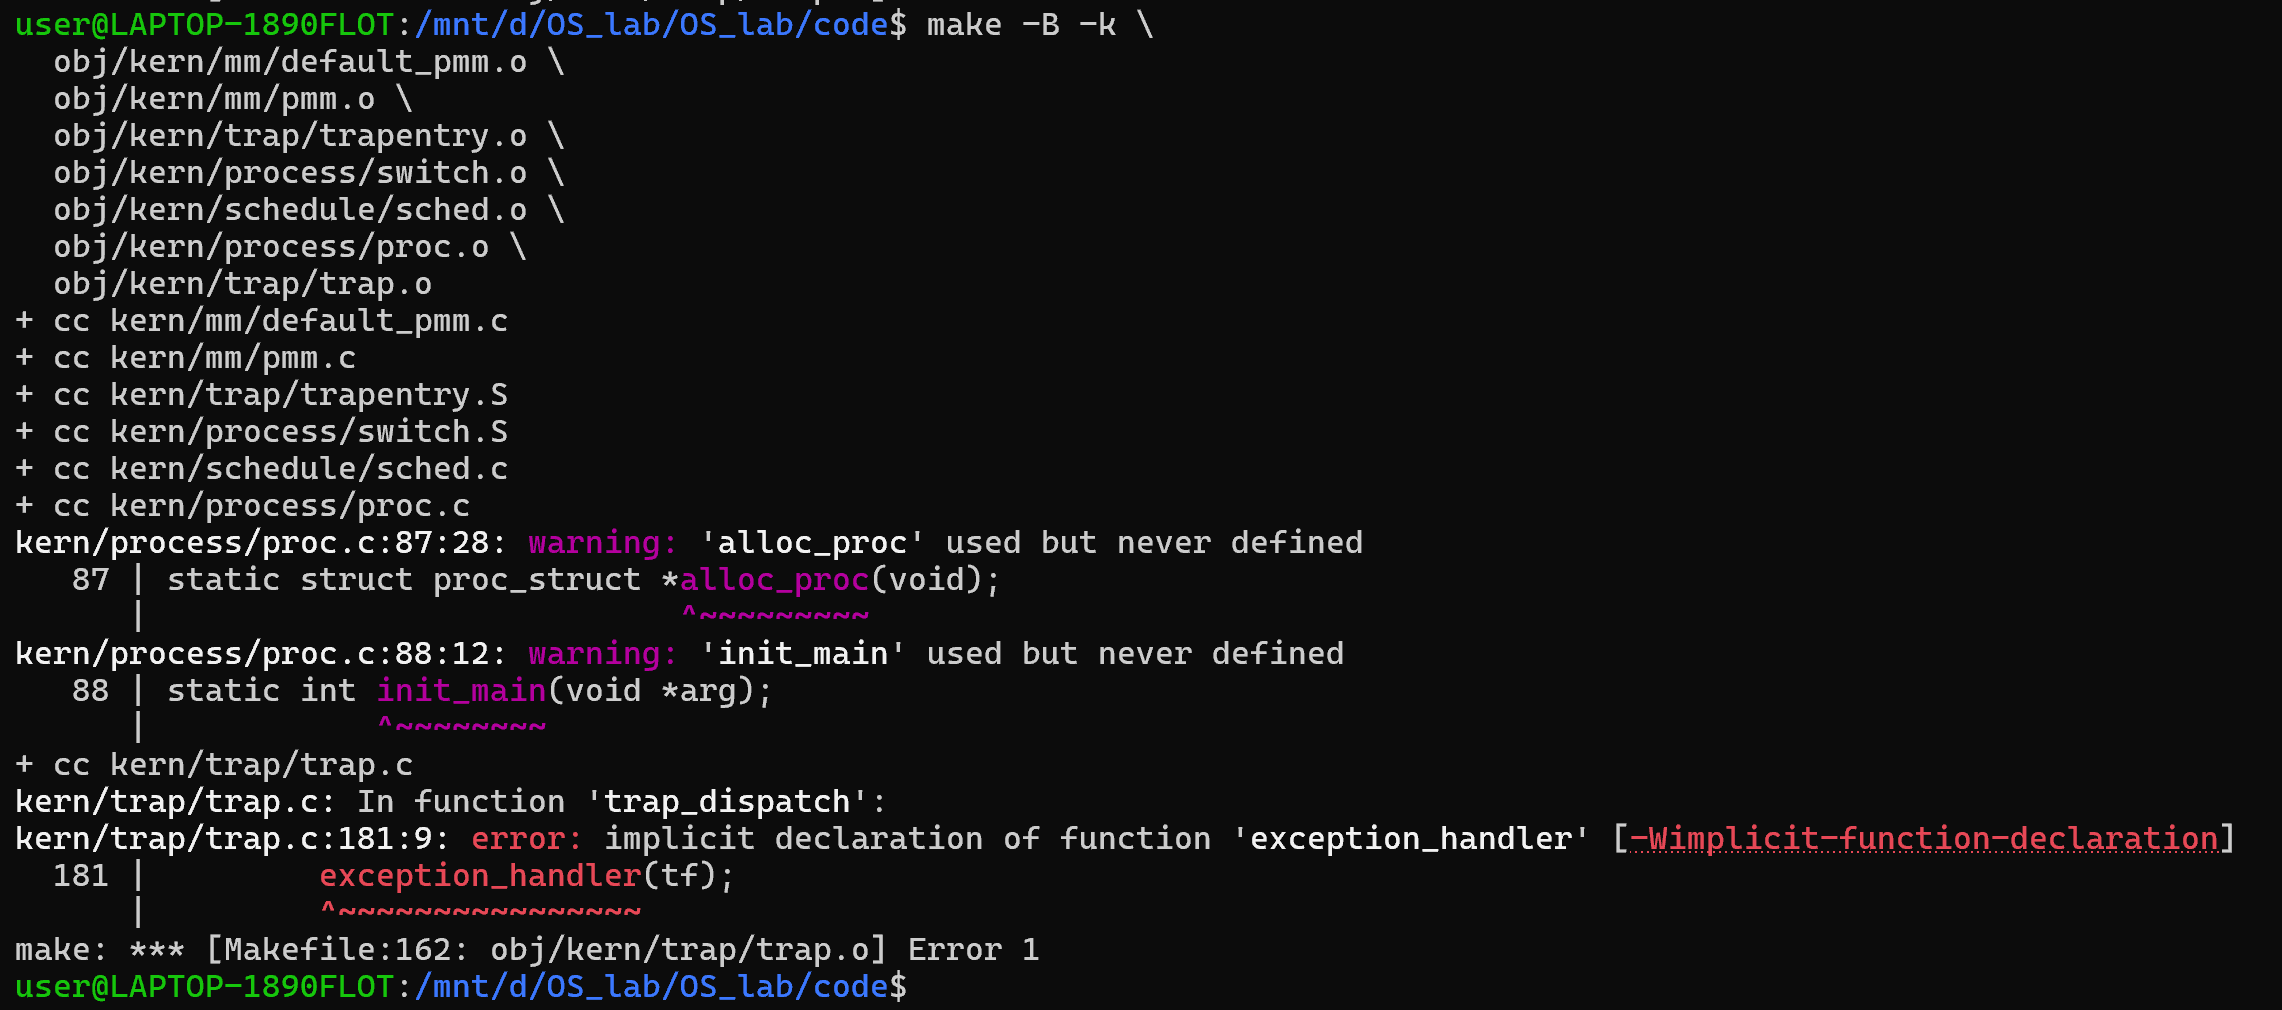 user@LAPTOP-1890FLOT:/mnt/d/OS_lab/OS_lab/code$ make -B -k \
  obj/kern/mm/default_pmm.o \
  obj/kern/mm/pmm.o \
  obj/kern/trap/trapentry.o \
  obj/kern/process/switch.o \
  obj/kern/schedule/sched.o \
  obj/kern/process/proc.o \
  obj/kern/trap/trap.o
+ cc kern/mm/default_pmm.c
+ cc kern/mm/pmm.c
+ cc kern/trap/trapentry.S
+ cc kern/process/switch.S
+ cc kern/schedule/sched.c
+ cc kern/process/proc.c
kern/process/proc.c:87:28: warning: 'alloc_proc' used but never defined
   87 | static struct proc_struct *alloc_proc(void);
      |                            ^~~~~~~~~~
kern/process/proc.c:88:12: warning: 'init_main' used but never defined
   88 | static int init_main(void *arg);
      |            ^~~~~~~~~
+ cc kern/trap/trap.c
kern/trap/trap.c: In function 'trap_dispatch':
kern/trap/trap.c:181:9: error: implicit declaration of function 'exception_handler' [-Wimplicit-function-declaration]
  181 |         exception_handler(tf);
      |         ^~~~~~~~~~~~~~~~~
make: *** [Makefile:162: obj/kern/trap/trap.o] Error 1
user@LAPTOP-1890FLOT:/mnt/d/OS_lab/OS_lab/code$